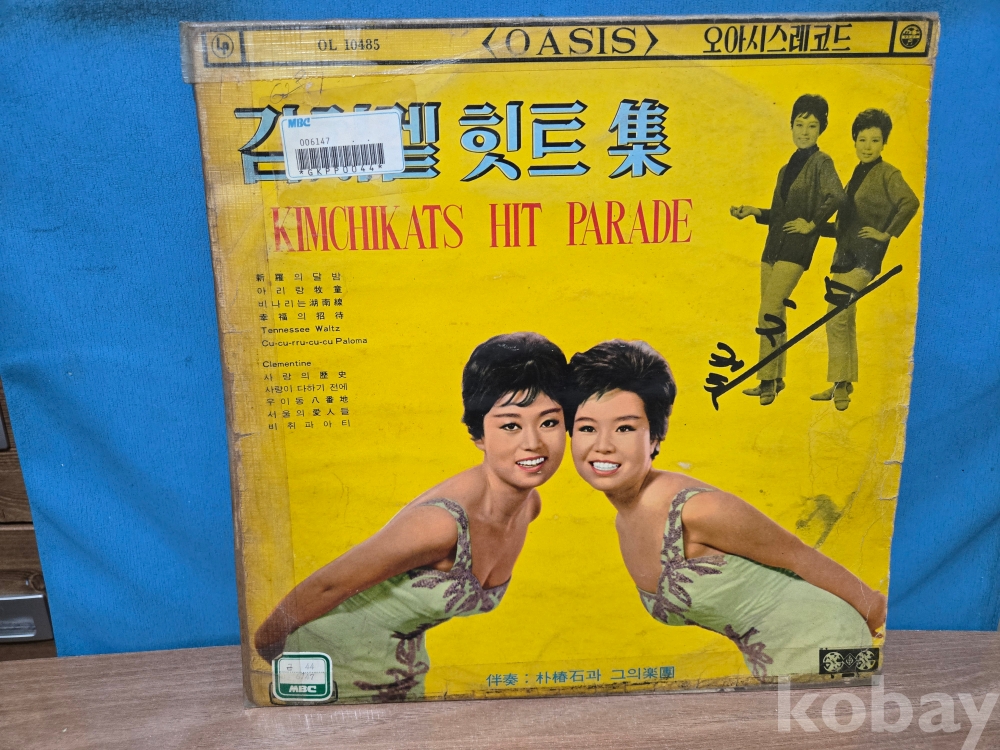 LP OL 10485 〈OASIS〉 오아시스레코드
힛트 集
MBC
006147
*GKPP0044*
KIMCHIKATS HIT PARADE
新羅의 달밤
아리랑 牧童
비나리는 湖南線
幸福의 招待
Tennessee Waltz
Cu-cu-rru-cu-cu Paloma
Clementine
사랑의 歷史
사랑이 다하기 전에
우이동 八番地
서울의 愛人들
비 취 파 아 티
44
MBC
伴奏: 朴椿石과 그의楽團
kobay